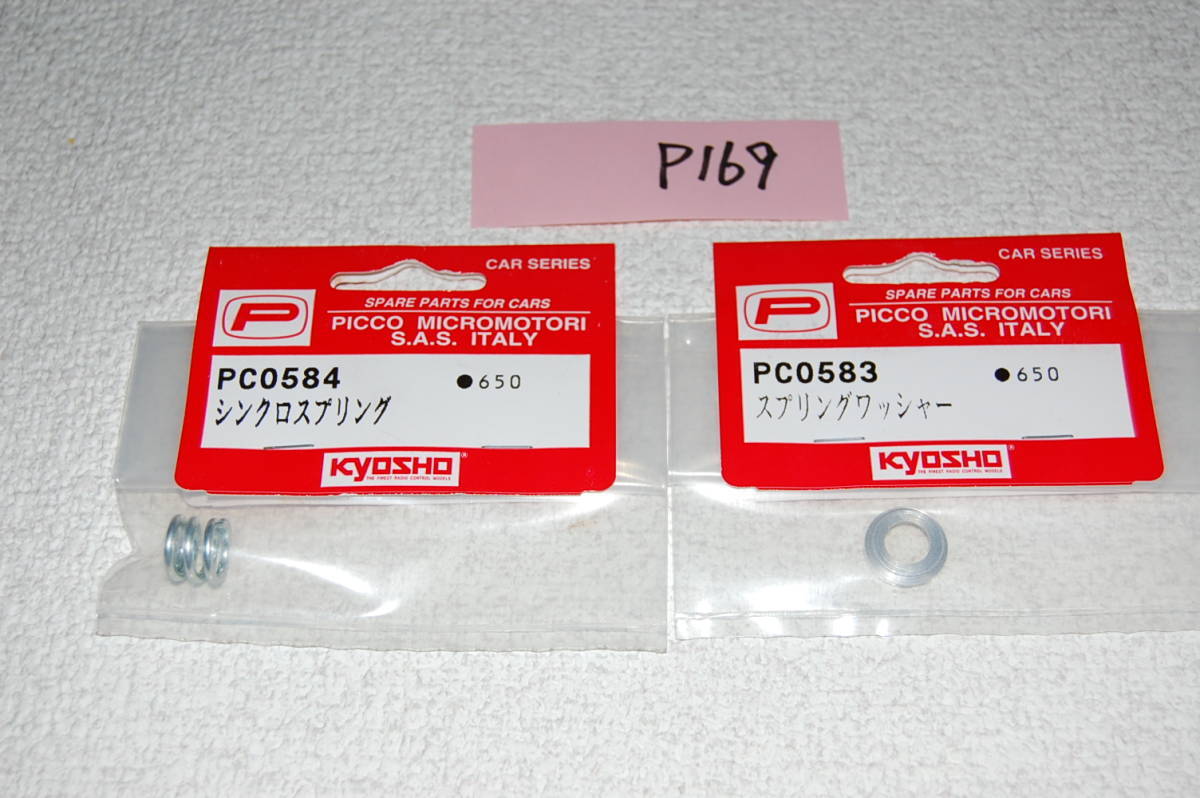 P169
CAR SERIES
P
SPARE PARTS FOR CARS
PICCO MICROMOTORI
S.A.S. ITALY
PC0584 ●650
シンクロスプリング
KYOSHO®
THE FINEST RADIO CONTROL MODELS
CAR SERIES
P
SPARE PARTS FOR CARS
PICCO MICROMOTORI
S.A.S. ITALY
PC0583 ●650
スプリングワッシャー
KYOSHO®
THE FINEST RADIO CONTROL MODELS